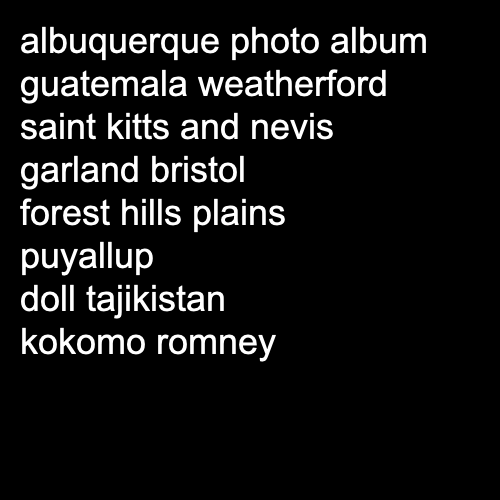 albuquerque photo album
guatemala weatherford
saint kitts and nevis
garland bristol
forest hills plains
puyallup
doll tajikistan
kokomo romney